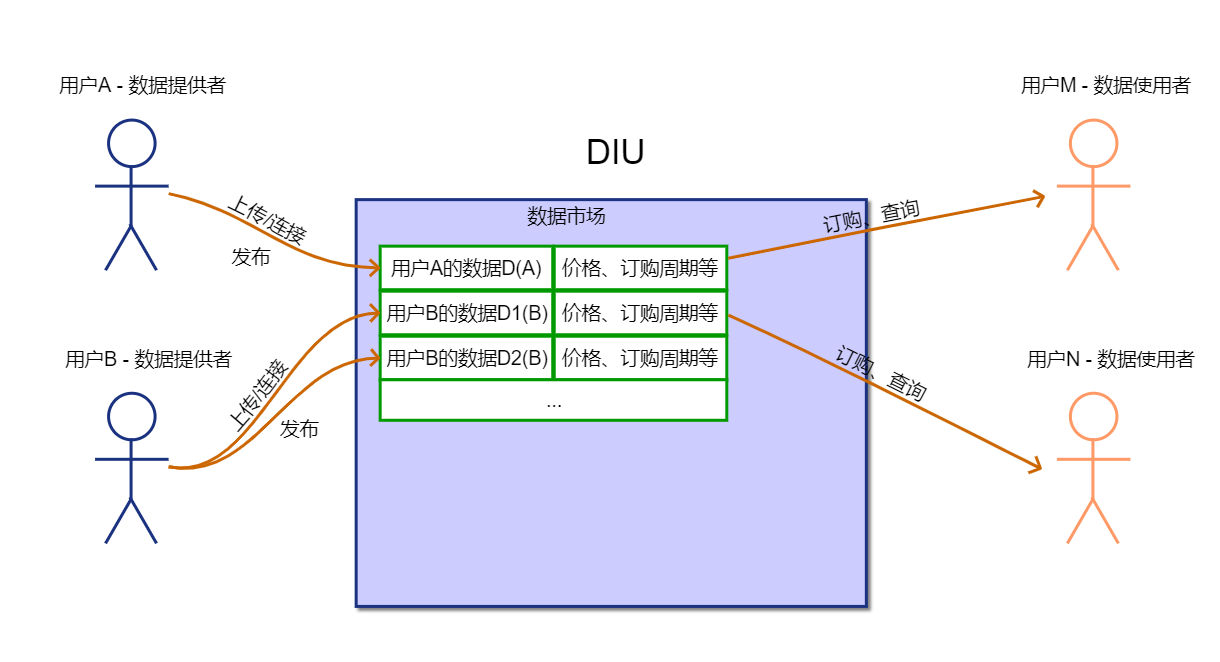 用户A - 数据提供者
用户M - 数据使用者
DIU
上传/连接
发布
数据市场
订购、查询
用户A的数据D(A)
价格、订购周期等
用户B的数据D1(B)
价格、订购周期等
用户B - 数据提供者
上传/连接
发布
用户B的数据D2(B)
价格、订购周期等
订购、查询
用户N - 数据使用者
...